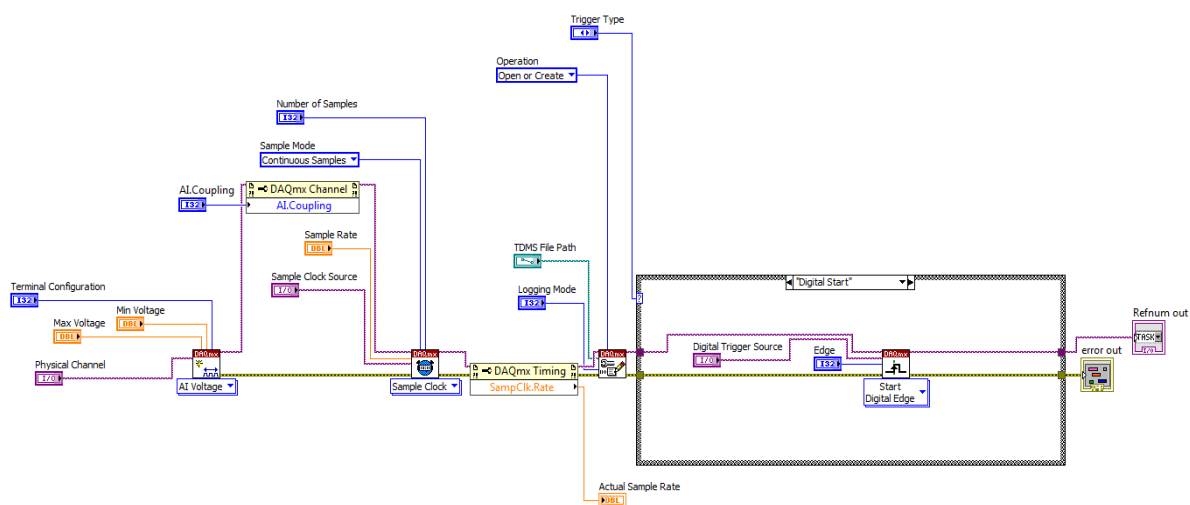 Trigger Type
Operation
Open or Create
Number of Samples
I32
Sample Mode
Continuous Samples
AI.Coupling
I32
DAQmx Channel
AI.Coupling
Sample Rate
DBL
TDMS File Path
"Digital Start"
Sample Clock Source
I/O
Logging Mode
I32
Terminal Configuration
I32
Min Voltage
DBL
Max Voltage
DBL
Physical Channel
I/O
DAQmx
AI Voltage
DAQmx
Sample Clock
DAQmx Timing
SampClk.Rate
DAQmx
Digital Trigger Source
I/O
Edge
I32
DAQmx
Start
Digital Edge
Refnum out
TASK
I/O
error out
Actual Sample Rate
DBL